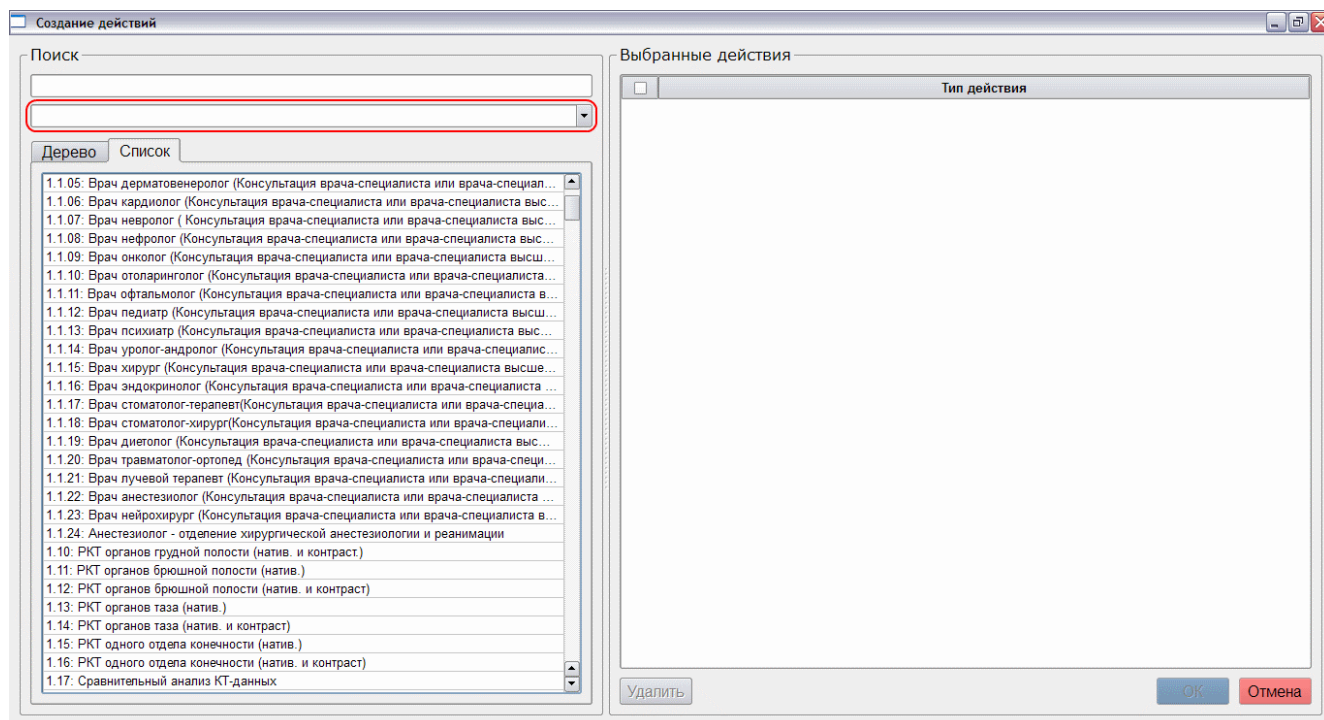 Создание действий
Поиск
Дерево
Список
1.1.05: Врач дерматовенеролог (Консультация врача-специалиста или врача-специал...
1.1.06: Врач кардиолог (Консультация врача-специалиста или врача-специалиста выс...
1.1.07: Врач невролог ( Консультация врача-специалиста или врача-специалиста выс...
1.1.08: Врач нефролог (Консультация врача-специалиста или врача-специалиста выс...
1.1.09: Врач онколог (Консультация врача-специалиста или врача-специалиста высш...
1.1.10: Врач отоларинголог (Консультация врача-специалиста или врача-специалиста...
1.1.11: Врач офтальмолог (Консультация врача-специалиста или врача-специалиста в...
1.1.12: Врач педиатр (Консультация врача-специалиста или врача-специалиста высш...
1.1.13: Врач психиатр (Консультация врача-специалиста или врача-специалиста выс...
1.1.14: Врач уролог-андролог (Консультация врача-специалиста или врача-специалис...
1.1.15: Врач хирург (Консультация врача-специалиста или врача-специалиста высше...
1.1.16: Врач эндокринолог (Консультация врача-специалиста или врача-специалиста ...
1.1.17: Врач стоматолог-терапевт(Консультация врача-специалиста или врача-специа...
1.1.18: Врач стоматолог-хирург(Консультация врача-специалиста или врача-специали...
1.1.19: Врач диетолог (Консультация врача-специалиста или врача-специалиста выс...
1.1.20: Врач травматолог-ортопед (Консультация врача-специалиста или врача-специ...
1.1.21: Врач лучевой терапевт (Консультация врача-специалиста или врача-специали...
1.1.22: Врач анестезиолог (Консультация врача-специалиста или врача-специалиста ...
1.1.23: Врач нейрохирург (Консультация врача-специалиста или врача-специалиста в...
1.1.24: Анестезиолог - отделение хирургической анестезиологии и реанимации
1.10: РКТ органов грудной полости (натив. и контраст.)
1.11: РКТ органов брюшной полости (натив.)
1.12: РКТ органов брюшной полости (натив. и контраст)
1.13: РКТ органов таза (натив.)
1.14: РКТ органов таза (натив. и контраст)
1.15: РКТ одного отдела конечности (натив.)
1.16: РКТ одного отдела конечности (натив. и контраст)
1.17: Сравнительный анализ КТ-данных
Выбранные действия
Тип действия
Удалить
ОК
Отмена